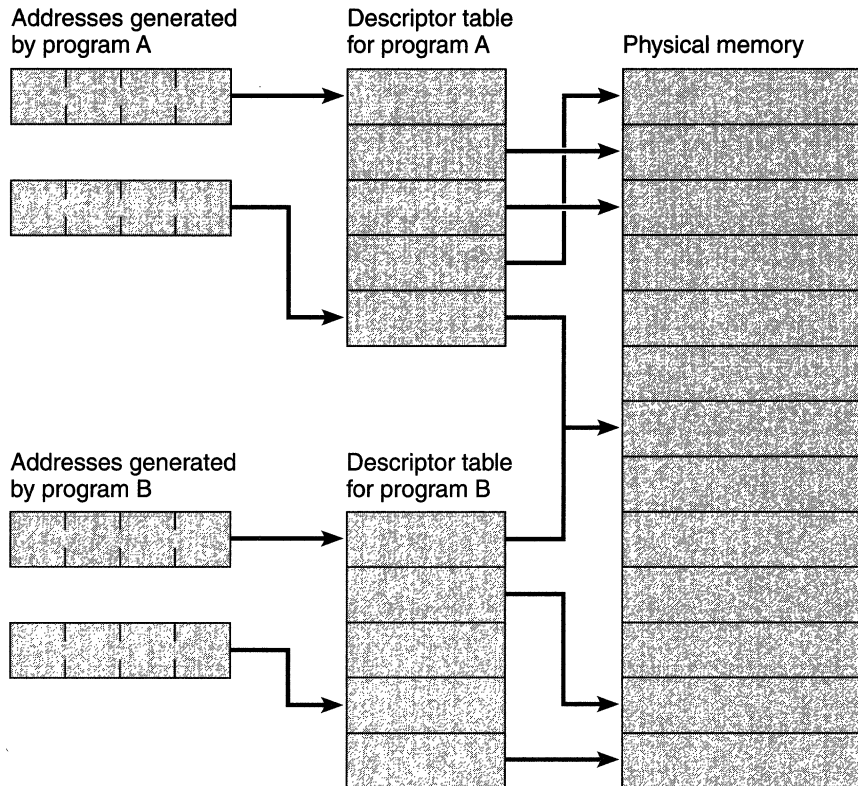 Addresses generated
by program A
Descriptor table
for program A
Physical memory
Addresses generated
by program B
Descriptor table
for program B